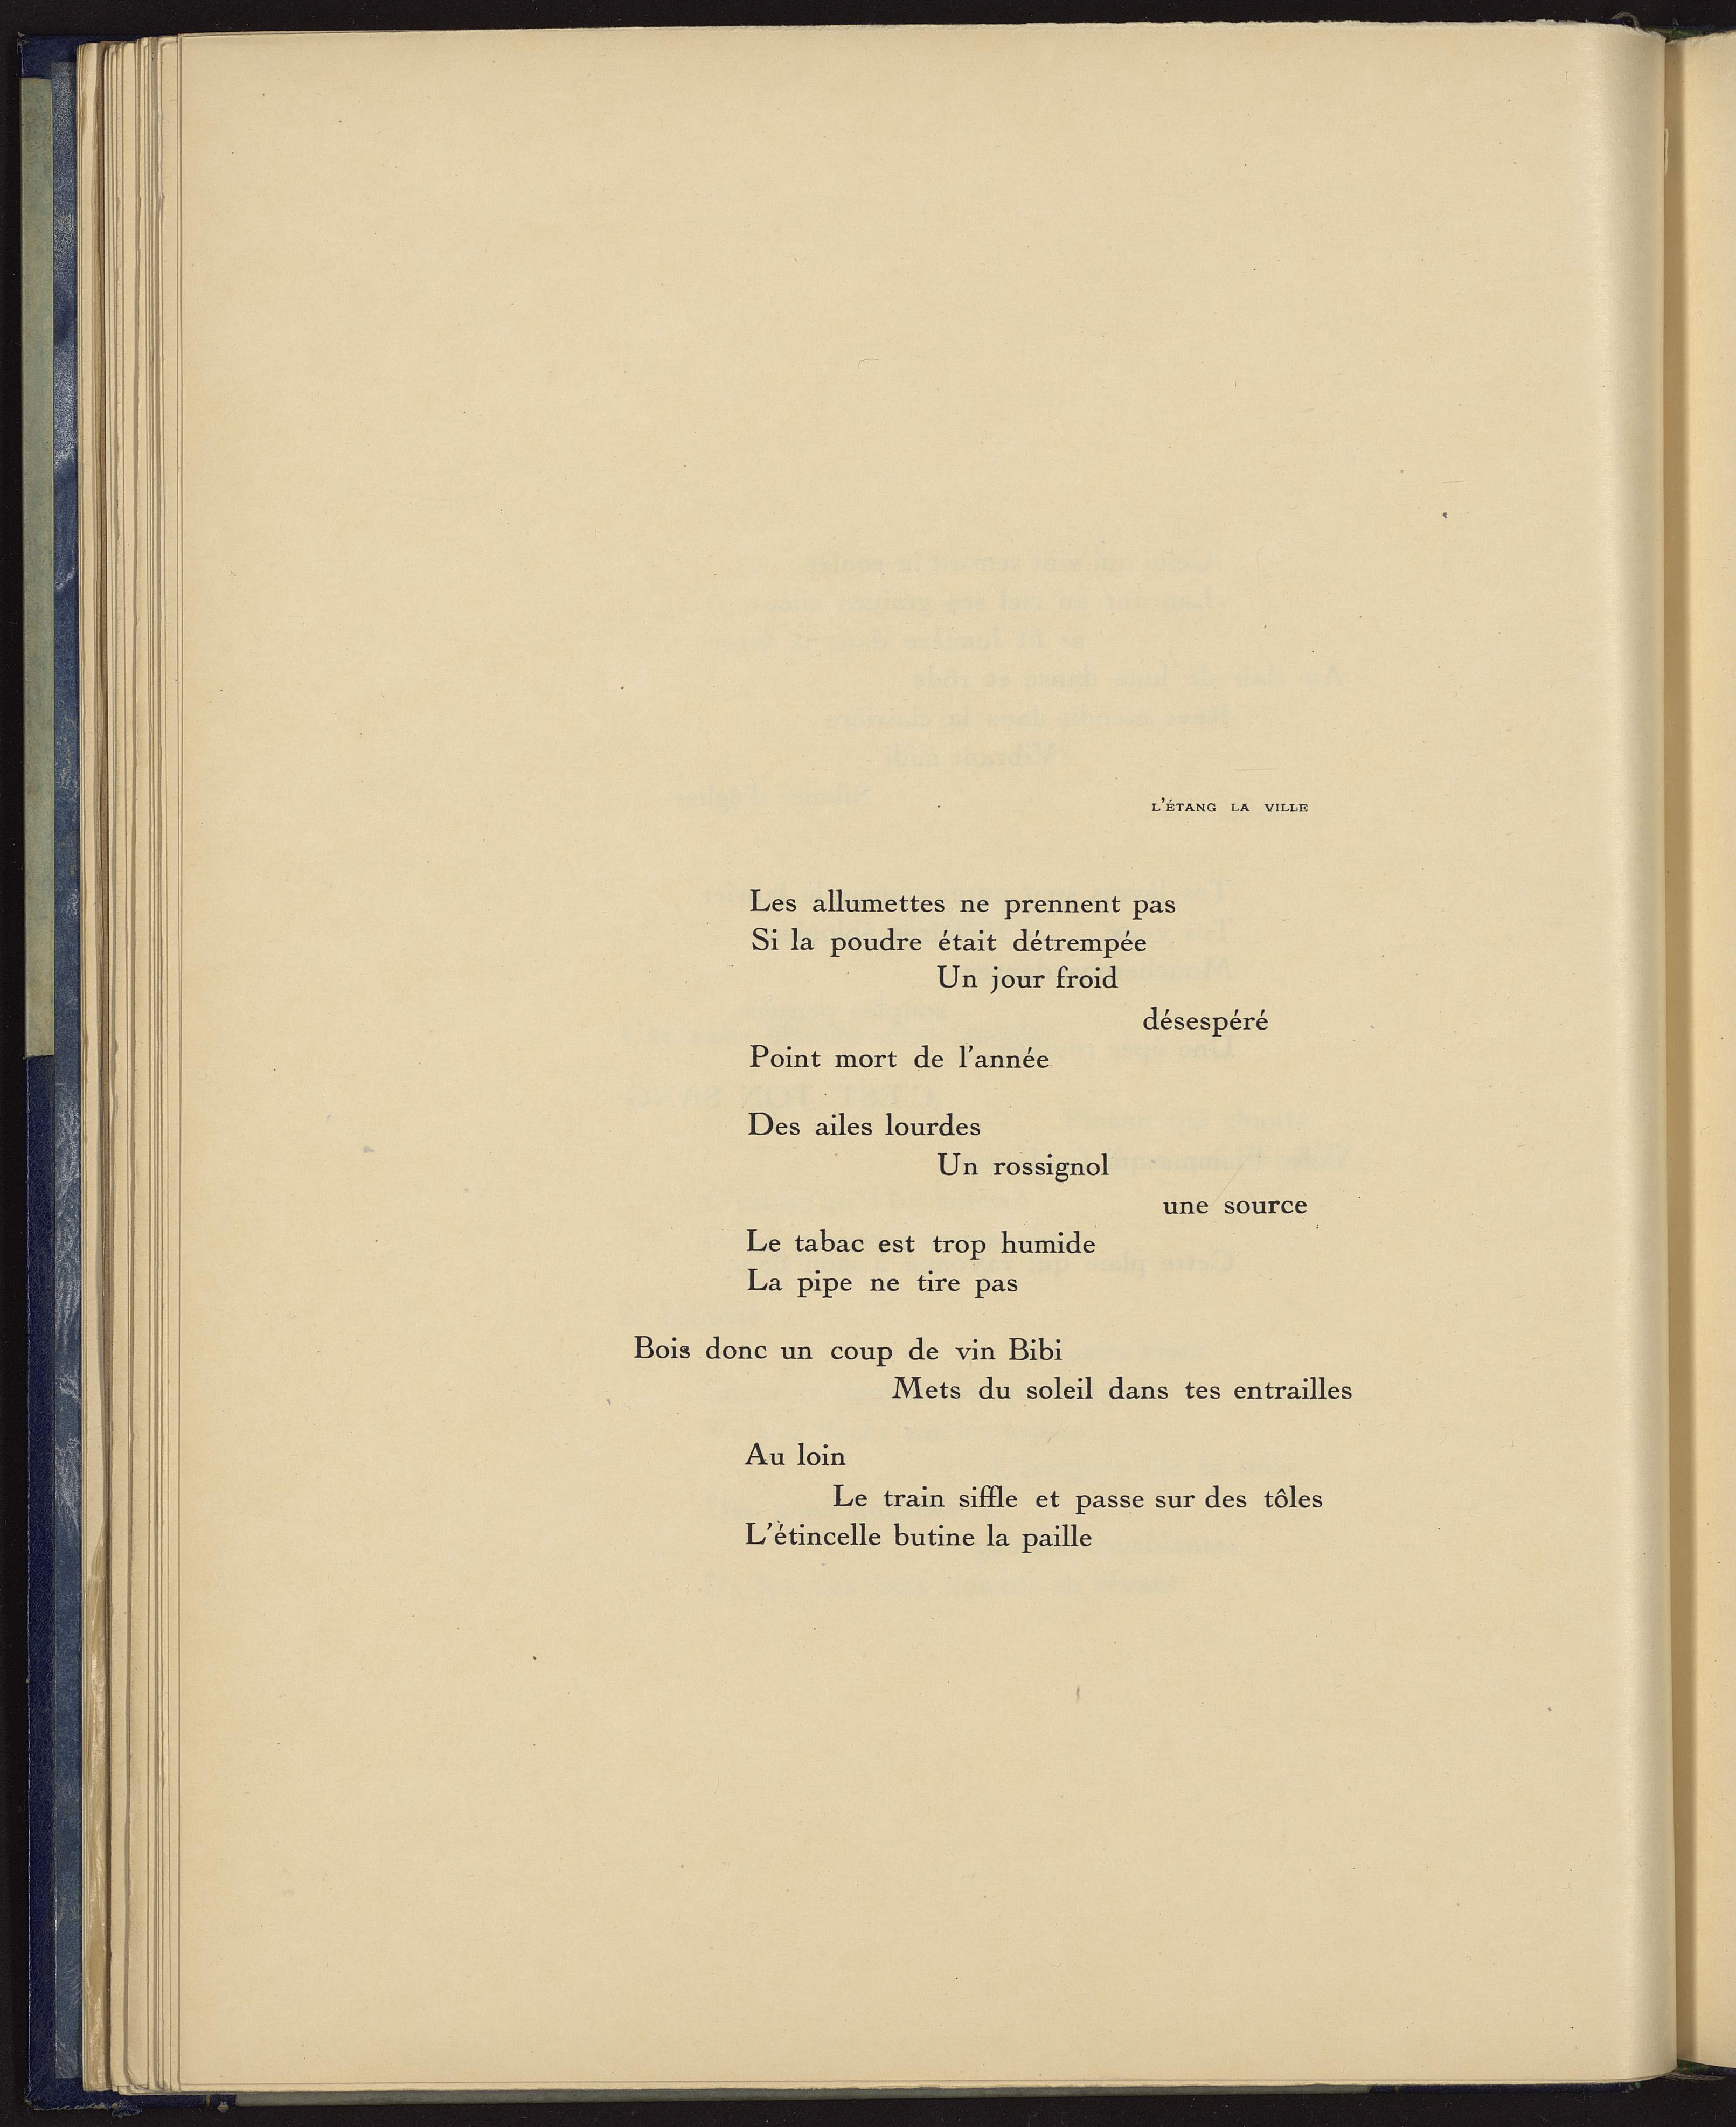 L'ÉTANG LA VILLE
Les allumettes ne prennent pas
Si la poudre était détrempée
Un jour froid
désespéré
Point mort de l'année
Des ailes lourdes
Un rossignol
une source
Le tabac est trop humide
La pipe ne tire pas
Bois donc un coup de vin Bibi
Mets du soleil dans tes entrailles
Au loin
Le train siffle et passe sur des tôles
L'étincelle butine la paille